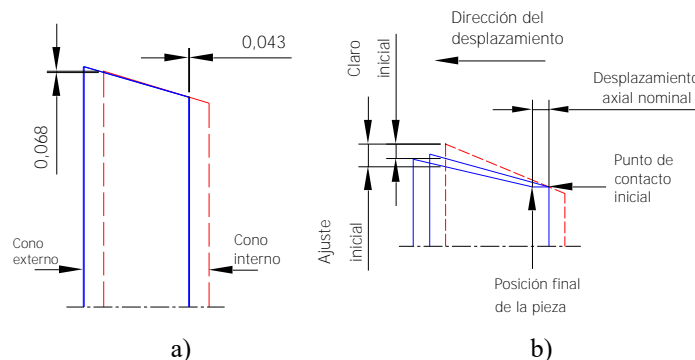 0,043
0,068
Cono
externo
Cono
interno
a)
Dirección del
desplazamiento
Claro
inicial
Desplazamiento
axial nominal
Punto de
contacto
inicial
Ajuste
inicial
Posición final
de la pieza
b)